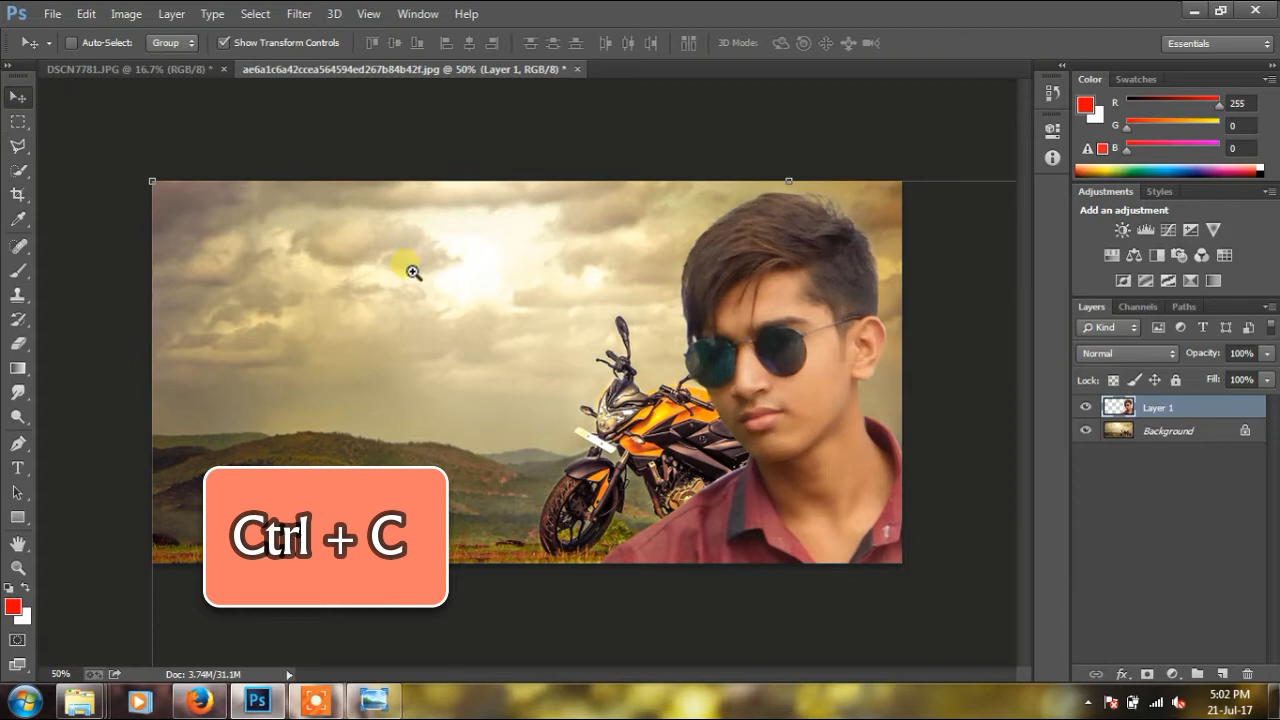 Ps File Edit Image Layer Type Select Filter 3D View Window Help
Auto-Select: Group Show Transform Controls 3D Mode: Essentials
DSCN7781.JPG @ 16.7% (RGB/8) * × ae6a1c6a42ccea564594ed267b84b42f.jpg @ 50% (Layer 1, RGB/8) * ×
Color Swatches
R 255
G 0
B 0
Adjustments Styles
Add an adjustment
Layers Channels Paths
Kind
Normal Opacity: 100%
Lock: Fill: 100%
Layer 1
Background
Ctrl + C
50% Doc: 3.74M/31.1M
Ps
5:02 PM
21-Jul-17